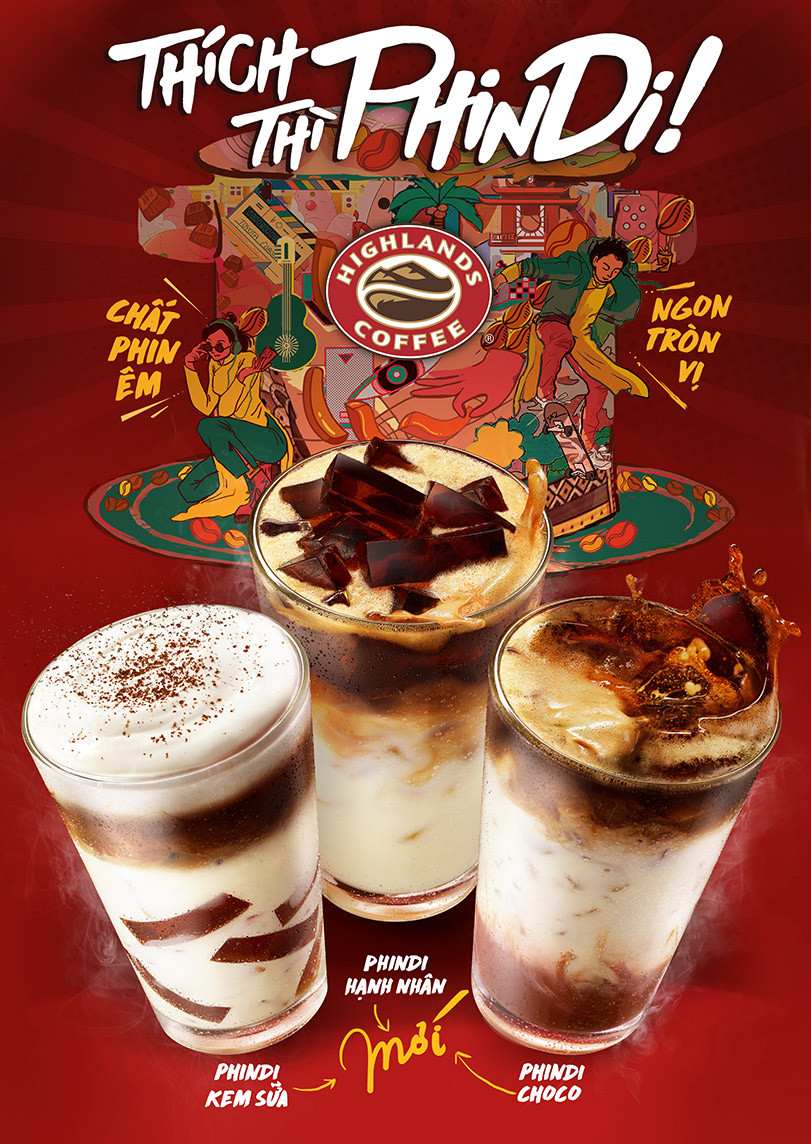 THÍCH
THÌ PHINDI!
HIGHLANDS
COFFEE
®
CHẤT
PHIN
ÊM
NGON
TRÒN
VỊ
PHINDI
HẠNH NHÂN
mới
PHINDI
KEM SỮA
PHINDI
CHOCO